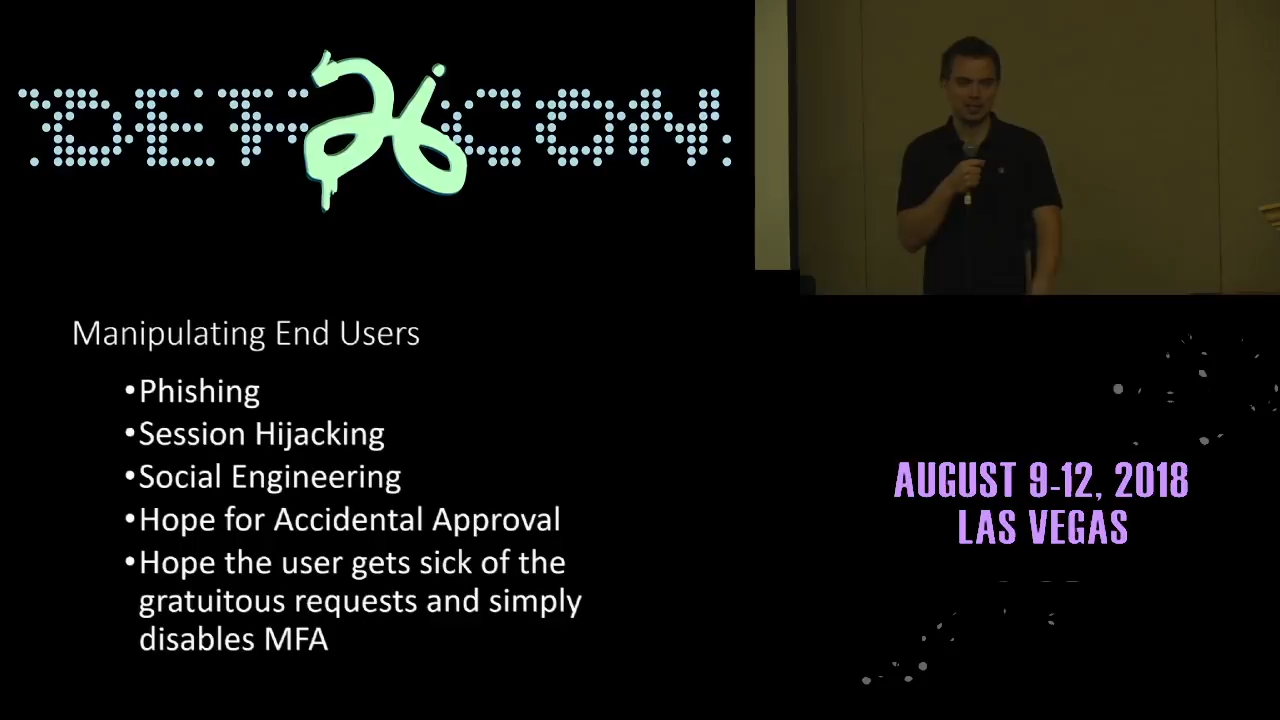 DEF CON 26
Manipulating End Users
•Phishing
•Session Hijacking
•Social Engineering
•Hope for Accidental Approval
•Hope the user gets sick of the
gratuitous requests and simply
disables MFA
AUGUST 9-12, 2018
LAS VEGAS